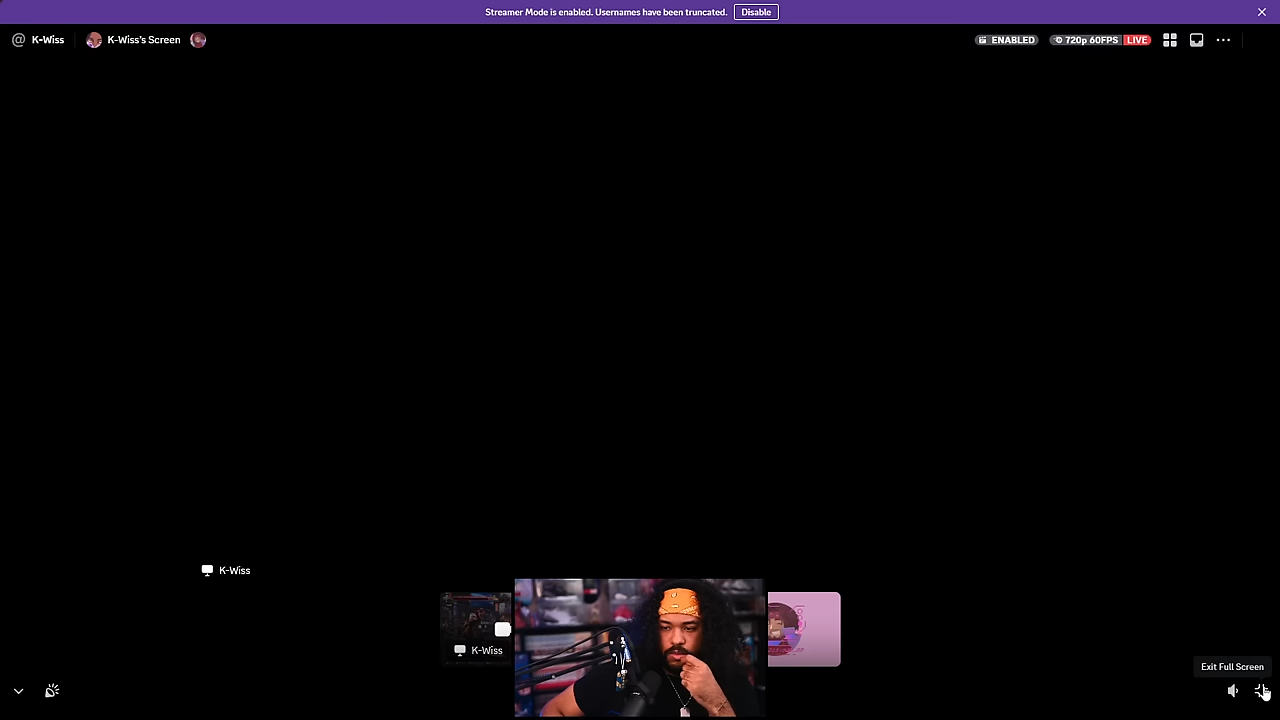 Streamer Mode is enabled. Usernames have been truncated. Disable
K-Wiss K-Wiss's Screen ENABLED 720p 60FPS LIVE
K-Wiss
K-Wiss
Exit Full Screen